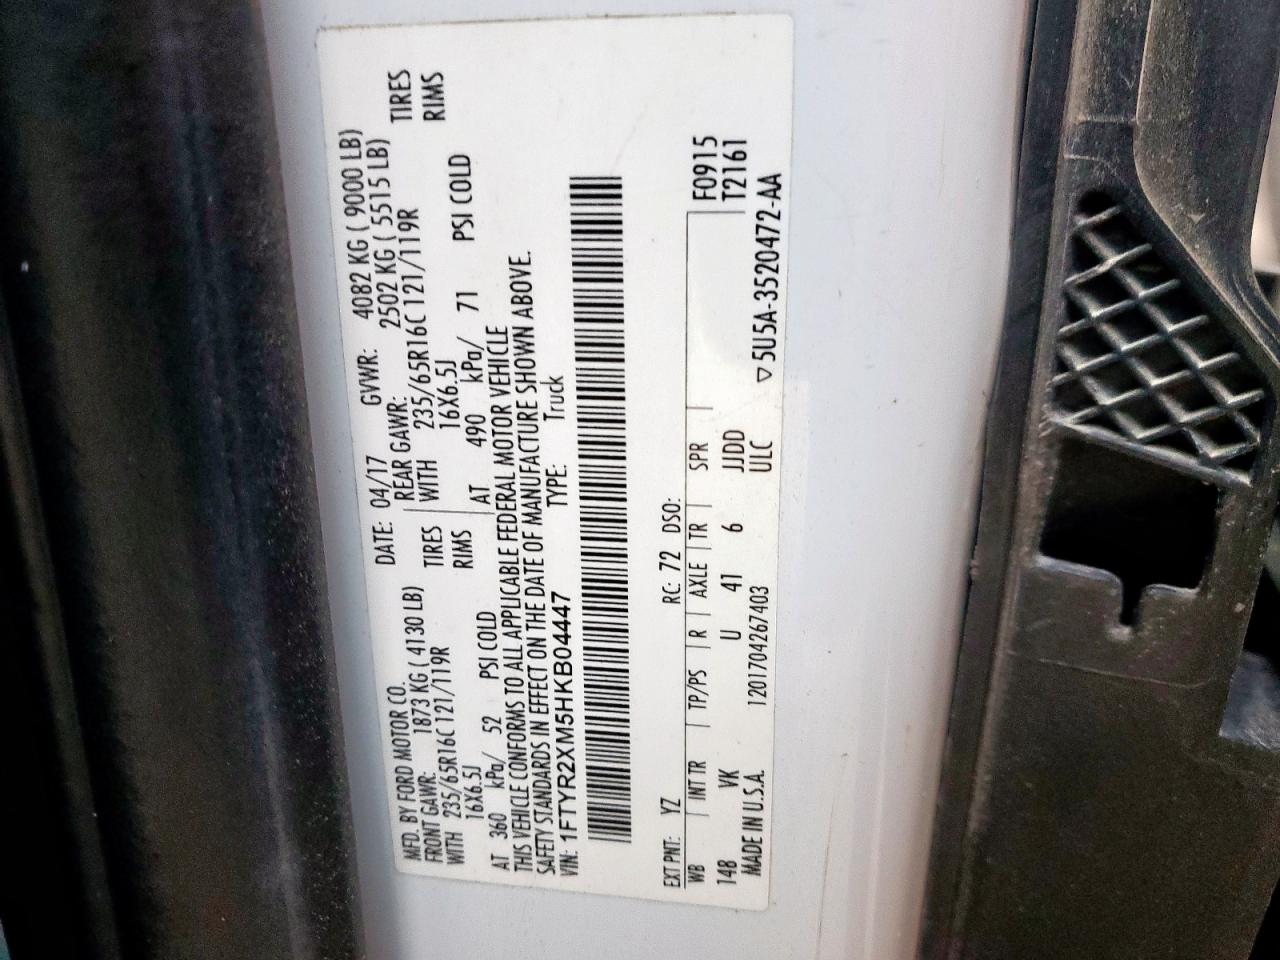 MFD. BY FORD MOTOR CO.
DATE: 04/17 GVWR: 4082 KG ( 9000 LB)
FRONT GAWR: 1873 KG ( 4130 LB) REAR GAWR: 2502 KG ( 5515 LB)
WITH 235/65R16C 121/119R TIRES WITH 235/65R16C 121/119R TIRES
16X6.5J RIMS 16X6.5J RIMS
AT 360 kPa/ 52 PSI COLD AT 490 kPa/ 71 PSI COLD
THIS VEHICLE CONFORMS TO ALL APPLICABLE FEDERAL MOTOR VEHICLE
SAFETY STANDARDS IN EFFECT ON THE DATE OF MANUFACTURE SHOWN ABOVE.
VIN: 1FTYR2XM5HKB04447 TYPE: Truck
EXT PNT: YZ RC: 72 DSO:
WB INT TR TP/PS R AXLE TR SPR F0915
148 VK U 41 6 JJDD T2161
MADE IN U.S.A. 1201704267403 ULC ▽5U5A-3520472-AA